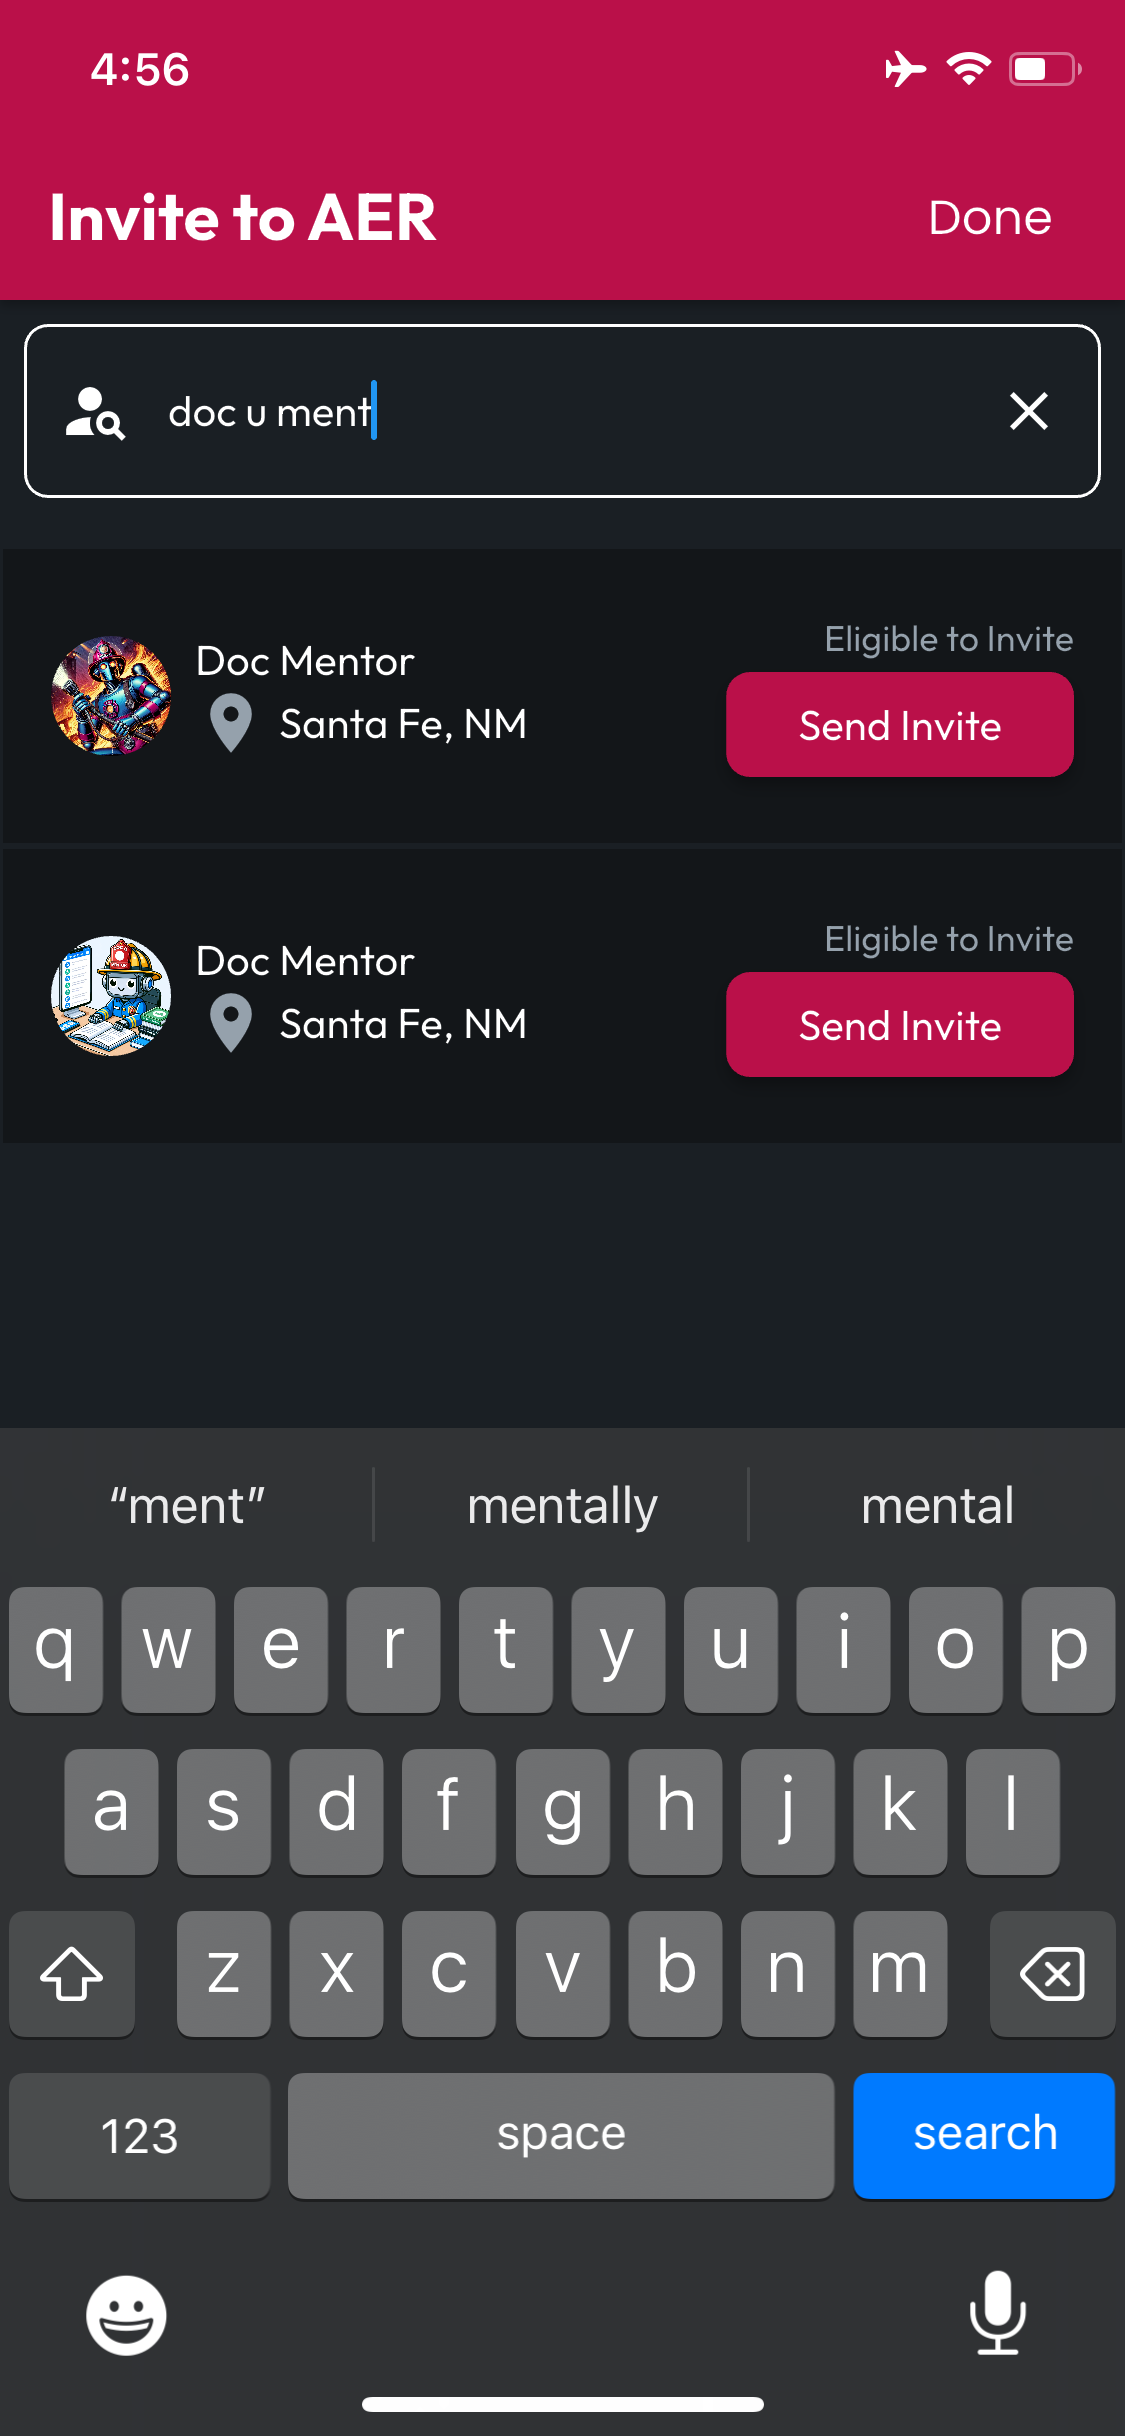 4:56
Invite to AER
Done
doc u ment
Doc Mentor
Santa Fe, NM
Eligible to Invite
Send Invite
Doc Mentor
Santa Fe, NM
Eligible to Invite
Send Invite
“ment” mentally mental
q w e r t y u i o p
a s d f g h j k l
z x c v b n m
123 space search